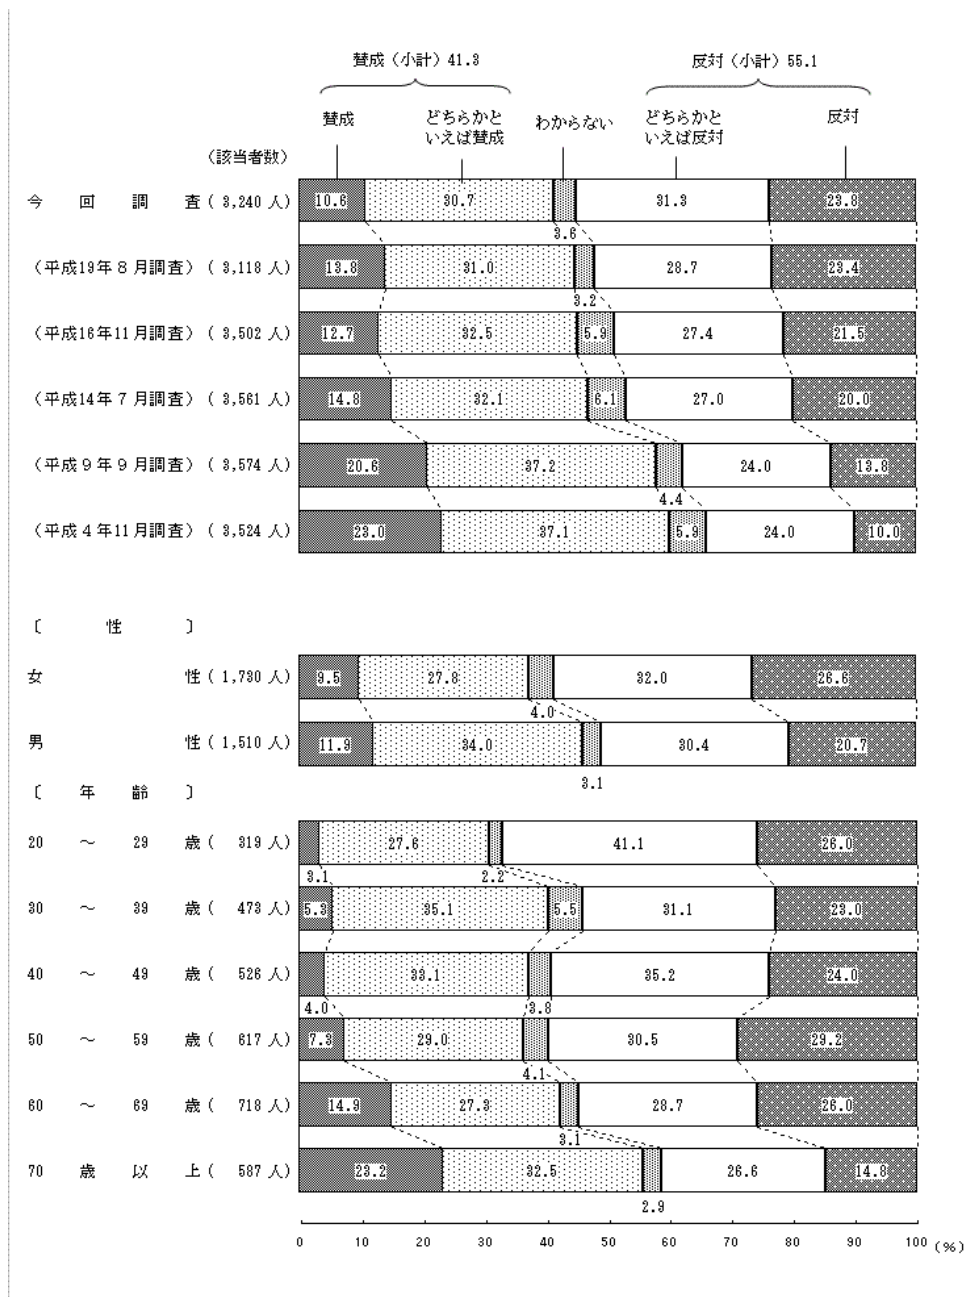 賛成（小計）41.3　反対（小計）55.1
賛成　どちらかといえば賛成　わからない　どちらかといえば反対　反対
（該当者数）
今回調査( 3,240 人)　10.6　30.7　3.6　31.3　23.8
（平成19年８月調査）( 3,118 人)　13.8　31.0　3.2　28.7　23.4
（平成16年11月調査）( 3,502 人)　12.7　32.5　5.9　27.4　21.5
（平成14年７月調査）( 3,561 人)　14.8　32.1　6.1　27.0　20.0
（平成９年９月調査）( 3,574 人)　20.6　37.2　4.4　24.0　13.8
（平成４年11月調査）( 3,524 人)　23.0　37.1　5.9　24.0　10.0
〔　性　〕
女性( 1,730 人)　9.5　27.8　4.0　32.0　26.6
男性( 1,510 人)　11.9　34.0　3.1　30.4　20.7
〔　年齢　〕
20　～　29　歳( 319 人)　3.1　27.6　2.2　41.1　26.0
30　～　39　歳( 473 人)　5.3　35.1　5.5　31.1　23.0
40　～　49　歳( 526 人)　4.0　33.1　3.8　35.2　24.0
50　～　59　歳( 617 人)　7.3　29.0　4.1　30.5　29.2
60　～　69　歳( 718 人)　14.9　27.3　3.1　28.7　26.0
70　歳以上( 587 人)　23.2　32.5　2.9　26.6　14.8
0　10　20　30　40　50　60　70　80　90　100　(％)